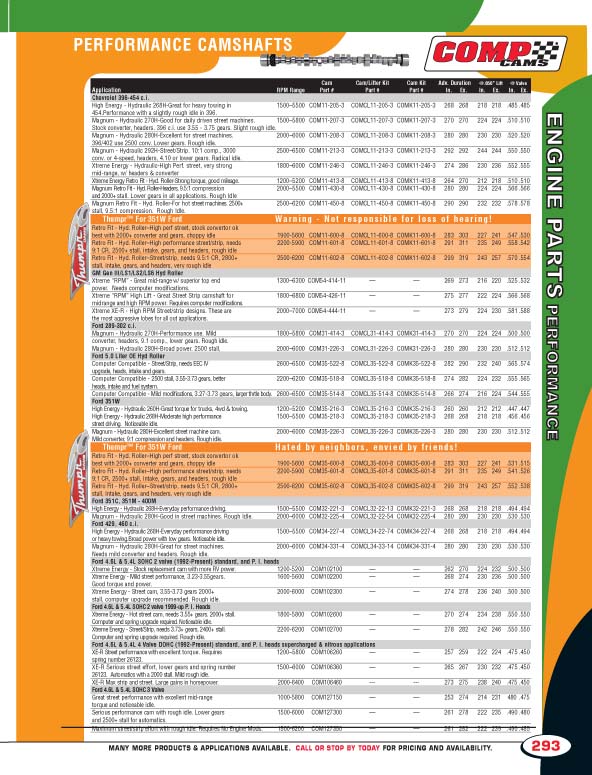 PERFORMANCE CAMSHAFTS
COMP CAMS
Cam Cam/Lifter Kit Cam Kit Adv. Duration @ .050" Lift @ Valve
Application RPM Range Part # Part # Part # In. Ex. In. Ex. In. Ex.
Chevrolet 396-454 c.i.
High Energy - Hydraulic 268H-Great for heavy towing in 1500-5500 COM11-205-3 COMCL11-205-3 COMK11-205-3 268 268 218 218 .485 .485
454.Performance with a slightly rough idle in 396.
Magnum - Hydraulic 270H-Good for daily driven street machines. 1500-5800 COM11-207-3 COMCL11-207-3 COMK11-207-3 270 270 224 224 .510 .510
Stock converter, headers, 396 c.i. use 3.55 - 3.75 gears. Slight rough idle.
Magnum - Hydraulic 280H-Excellent for street machines. 2000-6000 COM11-208-3 COMCL11-208-3 COMK11-208-3 280 280 230 230 .520 .520
396/402 use 2500 conv. Lower gears. Rough idle.
Magnum - Hydraulic 292H-Street/Strip. 10:1 comp., 3000 2500-6500 COM11-213-3 COMCL11-213-3 COMK11-213-3 292 292 244 244 .550 .550
conv. or 4-speed, headers, 4.10 or lower gears. Radical idle.
Xtreme Energy - Hydraulic-High Perf. street, very strong 1800-6000 COM11-246-3 COMCL11-246-3 COMK11-246-3 274 286 230 236 .552 .555
mid-range, w/ headers & converter
Xtreme Energy Retro Fit - Hyd. Roller-Strong torque, good mileage. 1200-5200 COM11-413-8 COMCL11-413-8 COMK11-413-8 264 270 212 218 .510 .510
Magnum Retro Fit - Hyd. Roller-Headers, 9.5:1 compression 2000-5500 COM11-430-8 COMCL11-430-8 COMK11-430-8 280 280 224 224 .566 .566
and 2000+ stall. Lower gears in all applications. Rough idle.
Magnum Retro Fit - Hyd. Roller-For hot street machines. 2500+ 2500-6200 COM11-450-8 COMCL11-450-8 COMK11-450-8 290 290 232 232 .578 .578
stall, 9.5:1 compression. Rough Idle.
Thumpr™ For 351W Ford Warning - Not responsible for loss of hearing!
Retro Fit - Hyd. Roller-High perf street, stock convertor ok
best with 2000+ converter and gears, choppy idle 1900-5600 COM11-600-8 COMCL11-600-8 COMK11-600-8 283 303 227 241 .547 .530
Retro Fit - Hyd. Roller-High performance street/strip, needs 2200-5900 COM11-601-8 COMCL11-601-8 COMK11-601-8 291 311 235 249 .558 .542
9:1 CR, 2500+ stall, intake, gears, and headers, rough idle
Retro Fit - Hyd. Roller-Street/strip, needs 9.5:1 CR, 2800+ 2500-6200 COM11-602-8 COMCL11-602-8 COMK11-602-8 299 319 243 257 .570 .554
stall, intake, gears, and headers, very rough idle
GM Gen III/LS1/LS2/LS6 Hyd Roller
Xtreme "RPM" - Great mid-range w/ superior top end 1300-6300 COM54-414-11 — — 269 273 216 220 .525 .532
power. Needs computer modifications.
Xtreme "RPM" High Lift - Great Street Strip camshaft for 1800-6800 COM54-426-11 — — 275 277 222 224 .566 .568
midrange and high RPM power. Requires computer modifications.
Xtreme XE-R - High RPM Street/strip designs. These are 2000-7000 COM54-444-11 — — 273 279 224 230 .581 .588
the most aggressive lobes for all out applications.
Ford 289-302 c.i.
Magnum - Hydraulic 270H-Performance use. Mild 1800-5800 COM31-414-3 COMCL31-414-3 COMK31-414-3 270 270 224 224 .500 .500
converter, headers, 9.1 comp., lower gears. Rough idle.
Magnum - Hydraulic 280H-Broad power. 2500 stall. 2000-6000 COM31-226-3 COMCL31-226-3 COMK31-226-3 280 280 230 230 .512 .512
Ford 5.0 Liter OE Hyd Roller
Computer Compatible - Street/Strip, needs EEC IV 2600-6500 COM35-522-8 COMCL35-522-8 COMK35-522-8 282 290 232 240 .565 .574
upgrade, heads, intake and gears.
Computer Compatible - 2500 stall, 3.55-3.73 gears, better 2200-6200 COM35-518-8 COMCL35-518-8 COMK35-518-8 274 282 224 232 .555 .565
heads, intake and fuel system.
Computer Compatible - Mild modifications, 3.27-3.73 gears, larger throttle body. 2600-6500 COM35-514-8 COMCL35-514-8 COMK35-514-8 266 274 216 224 .544 .555
Ford 351W
High Energy - Hydraulic 260H-Great torque for trucks, 4wd & towing. 1200-5200 COM35-216-3 COMCL35-216-3 COMK35-216-3 260 260 212 212 .447 .447
High Energy - Hydraulic 268H-Moderate high performance 1500-5500 COM35-218-3 COMCL35-218-3 COMK35-218-3 268 268 218 218 .456 .456
street driving. Noticeable idle.
Magnum - Hydraulic 280H-Excellent street machine cam. 2000-6000 COM35-226-3 COMCL35-226-3 COMK35-226-3 280 280 230 230 .512 .512
Mild converter, 9:1 compression and headers. Rough idle.
Thumpr™ For 351W Ford Hated by neighbors, envied by friends!
Retro Fit - Hyd. Roller-High perf street, stock convertor ok
best with 2000+ converter and gears, choppy idle 1900-5600 COM35-600-8 COMCL35-600-8 COMK35-600-8 283 303 227 241 .531 .515
Retro Fit - Hyd. Roller-High performance street/strip, needs 2200-5900 COM35-601-8 COMCL35-601-8 COMK35-601-8 291 311 235 249 .541 .526
9:1 CR, 2500+ stall, intake, gears, and headers, rough idle
Retro Fit - Hyd. Roller-Street/strip, needs 9.5:1 CR, 2800+ 2500-6200 COM35-602-8 COMCL35-602-8 COMK35-602-8 299 319 243 257 .552 .538
stall, intake, gears, and headers, very rough idle
Ford 351C, 351M - 400M
High Energy - Hydraulic 268H-Everyday performance driving. 1500-5500 COM32-221-3 COMCL32-22-13 COMK32-221-3 268 268 218 218 .494 .494
Magnum - Hydraulic 280H-Good in street machines. Rough Idle. 2000-6000 COM32-225-4 COMCL32-22-54 COMK32-225-4 280 280 230 230 .530 .530
Ford 429, 460 c.i.
High Energy - Hydraulic 268H-Everyday performance driving 1500-5500 COM34-227-4 COMCL34-22-74 COMK34-227-4 268 268 218 218 .494 .494
or heavy towing.Broad power with low gears. Noticeable idle.
Magnum - Hydraulic 280H-Great for street machines. 2000-6000 COM34-331-4 COMCL34-33-14 COMK34-331-4 280 280 230 230 .530 .530
Needs mild converter and headers. Rough idle.
Ford 4.6L & 5.4L SOHC 2 valve (1992-Present) standard, and P. I. heads
Xtreme Energy - Stock replacement cam with more RV power. 1200-5200 COM102100 — — 262 270 224 232 .500 .500
Xtreme Energy - Mild street performance, 3.23-3.55gears. 1600-5600 COM102200 — — 268 274 230 236 .500 .500
Good torque and power.
Xtreme Energy - Street cam, 3.55-3.73 gears 2000+ 2000-6000 COM102300 — — 274 278 236 240 .500 .500
stall, computer upgrade recommended. Rough idle.
Ford 4.6L & 5.4L SOHC 2 valve 1999-up P. I. Heads
Xtreme Energy - Hot street cam, needs 3.55+ gears, 2000+ stall. 1800-5800 COM102600 — — 270 274 234 238 .550 .550
Computer and spring upgrade required. Noticeable idle.
Xtreme Energy - Street/Strip, needs 3.73+ gears, 2400+ stall. 2200-6200 COM102700 — — 278 282 242 246 .550 .550
Computer and spring upgrade required. Rough idle.
Ford 4.6L & 5.4L 4 Valve DOHC (1992-Present) standard, and P. I. heads supercharged & nitrous applications
XE-R Street performance with excellent torque. Requires 1200-5800 COM106260 — — 257 259 222 224 .475 .450
spring number 26123.
XE-R Serious street effort, lower gears and spring number 1500-6000 COM106360 — — 265 267 230 232 .475 .450
26123. Automatics with a 2000 stall. Mild rough idle.
XE-R Max strip and street. Large gains in horsepower. 2000-6400 COM106460 — — 273 275 238 240 .475 .450
Ford 4.6L & 5.4L SOHC 3 Valve
Great street performance with excellent mid-range 1000-5800 COM127150 — — 253 274 214 231 .480 .475
torque and noticeable idle.
Serious performance cam with rough idle. Lower gears 1500-6000 COM127300 — — 261 278 222 235 .490 .480
and 2500+ stall for automatics.
Maximum street/day effort with rough idle. Requires No Engine Mods. 1500-6200 COM127350 — — 261 282 222 239 .490 .485
Thumpr
Thumpr
ENGINE PARTS PERFORMANCE
MANY MORE PRODUCTS & APPLICATIONS AVAILABLE. CALL OR STOP BY TODAY FOR PRICING AND AVAILABILITY.
293